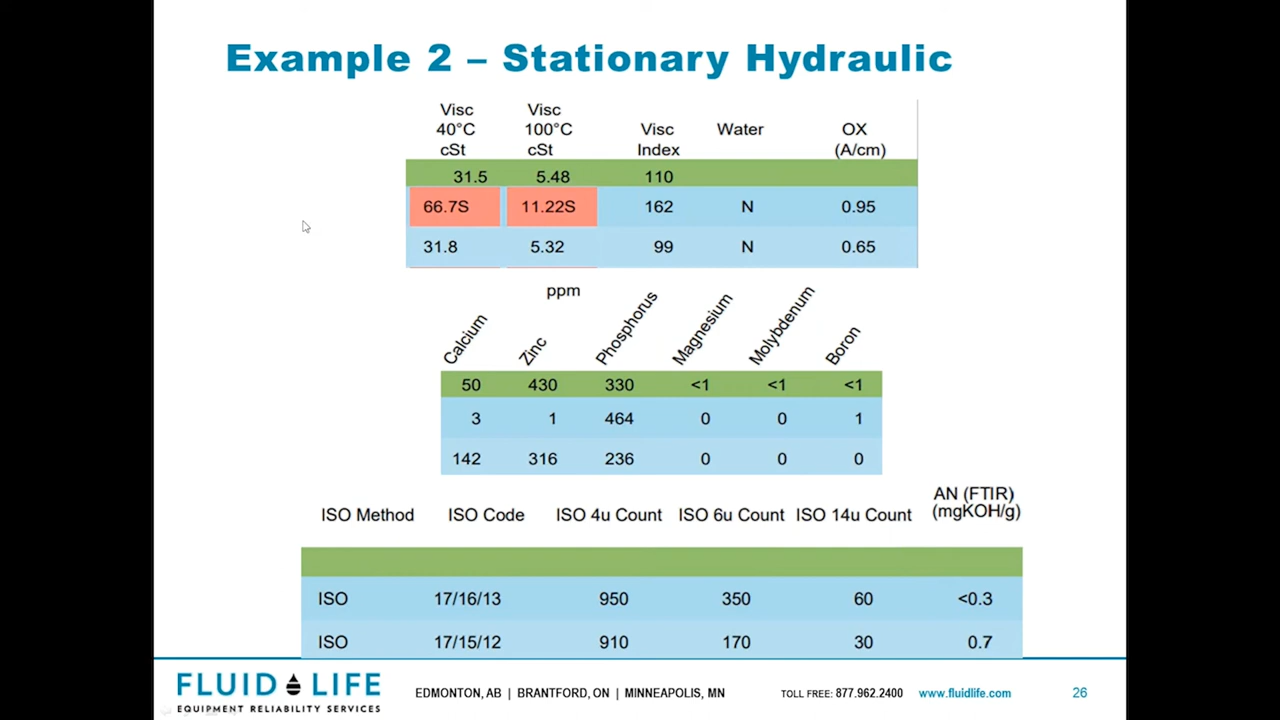 Example 2 – Stationary Hydraulic
Visc 40°C cSt Visc 100°C cSt Visc Index Water OX (A/cm)
31.5 5.48 110
66.7S 11.22S 162 N 0.95
31.8 5.32 99 N 0.65
ppm
Calcium Zinc Phosphorus Magnesium Molybdenum Boron
50 430 330 <1 <1 <1
3 1 464 0 0 1
142 316 236 0 0 0
ISO Method ISO Code ISO 4u Count ISO 6u Count ISO 14u Count AN (FTIR) (mgKOH/g)
ISO 17/16/13 950 350 60 <0.3
ISO 17/15/12 910 170 30 0.7
FLUID LIFE
EQUIPMENT RELIABILITY SERVICES
EDMONTON, AB | BRANTFORD, ON | MINNEAPOLIS, MN TOLL FREE: 877.962.2400 www.fluidlife.com 26